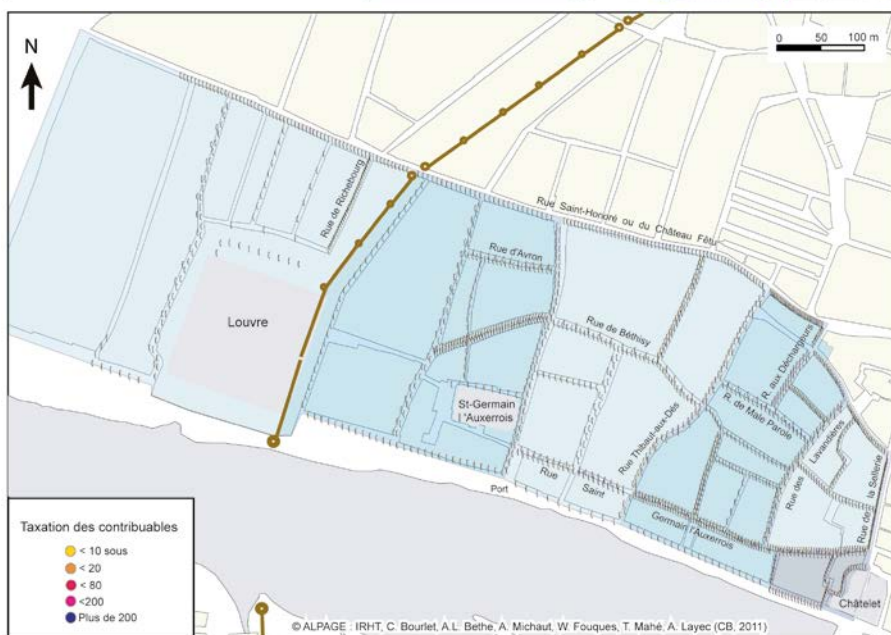 N
0 50 100 m
Rue de Richebourg
Rue Saint-Honoré ou du Château Fêtu
Rue d'Avron
Louvre
Rue de Béthisy
R. aux Déchargeurs
St-Germain
l'Auxerrois
Rue Thibaut-aux-Dés
R. de Male Parole
Rue des Lavandières
Rue de la Sellerie
Port
Rue Saint Germain l'Auxerrois
Châtelet
Taxation des contribuables
< 10 sous
< 20
< 80
<200
Plus de 200
© ALPAGE : IRHT, C. Bourlet, A.L. Bethe, A. Michaut, W. Fouques, T. Mahé, A. Layec (CB, 2011)